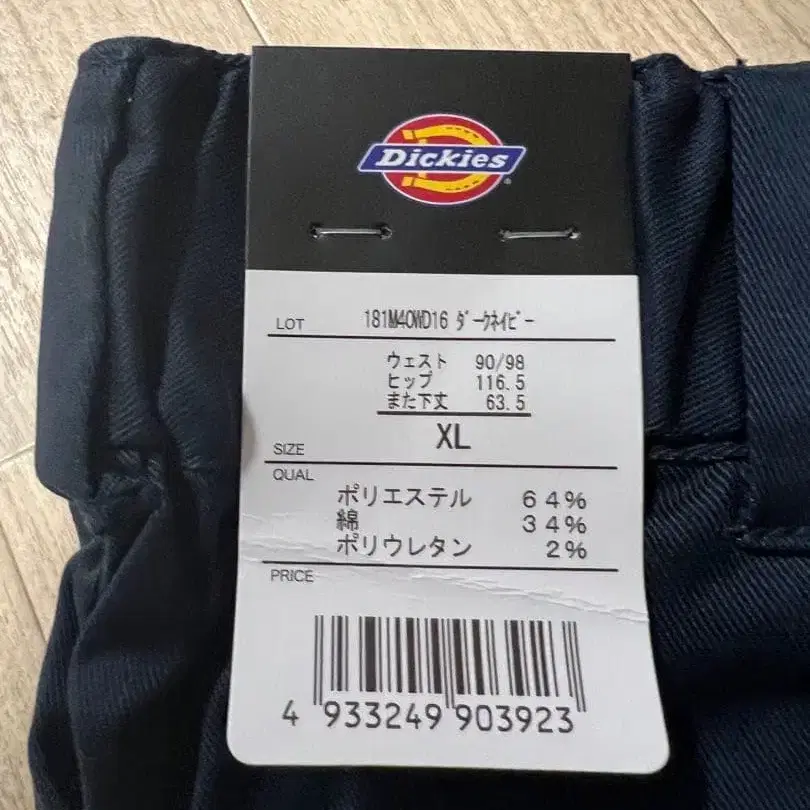 Dickies
®
LOT 181M40WD16 ﾀﾞｰｸﾈｲﾋﾞｰ
ウェスト 90/98
ヒップ 116.5
また下丈 63.5
SIZE XL
QUAL
ポリエステル 64%
綿 34%
ポリウレタン 2%
PRICE
4 933249 903923